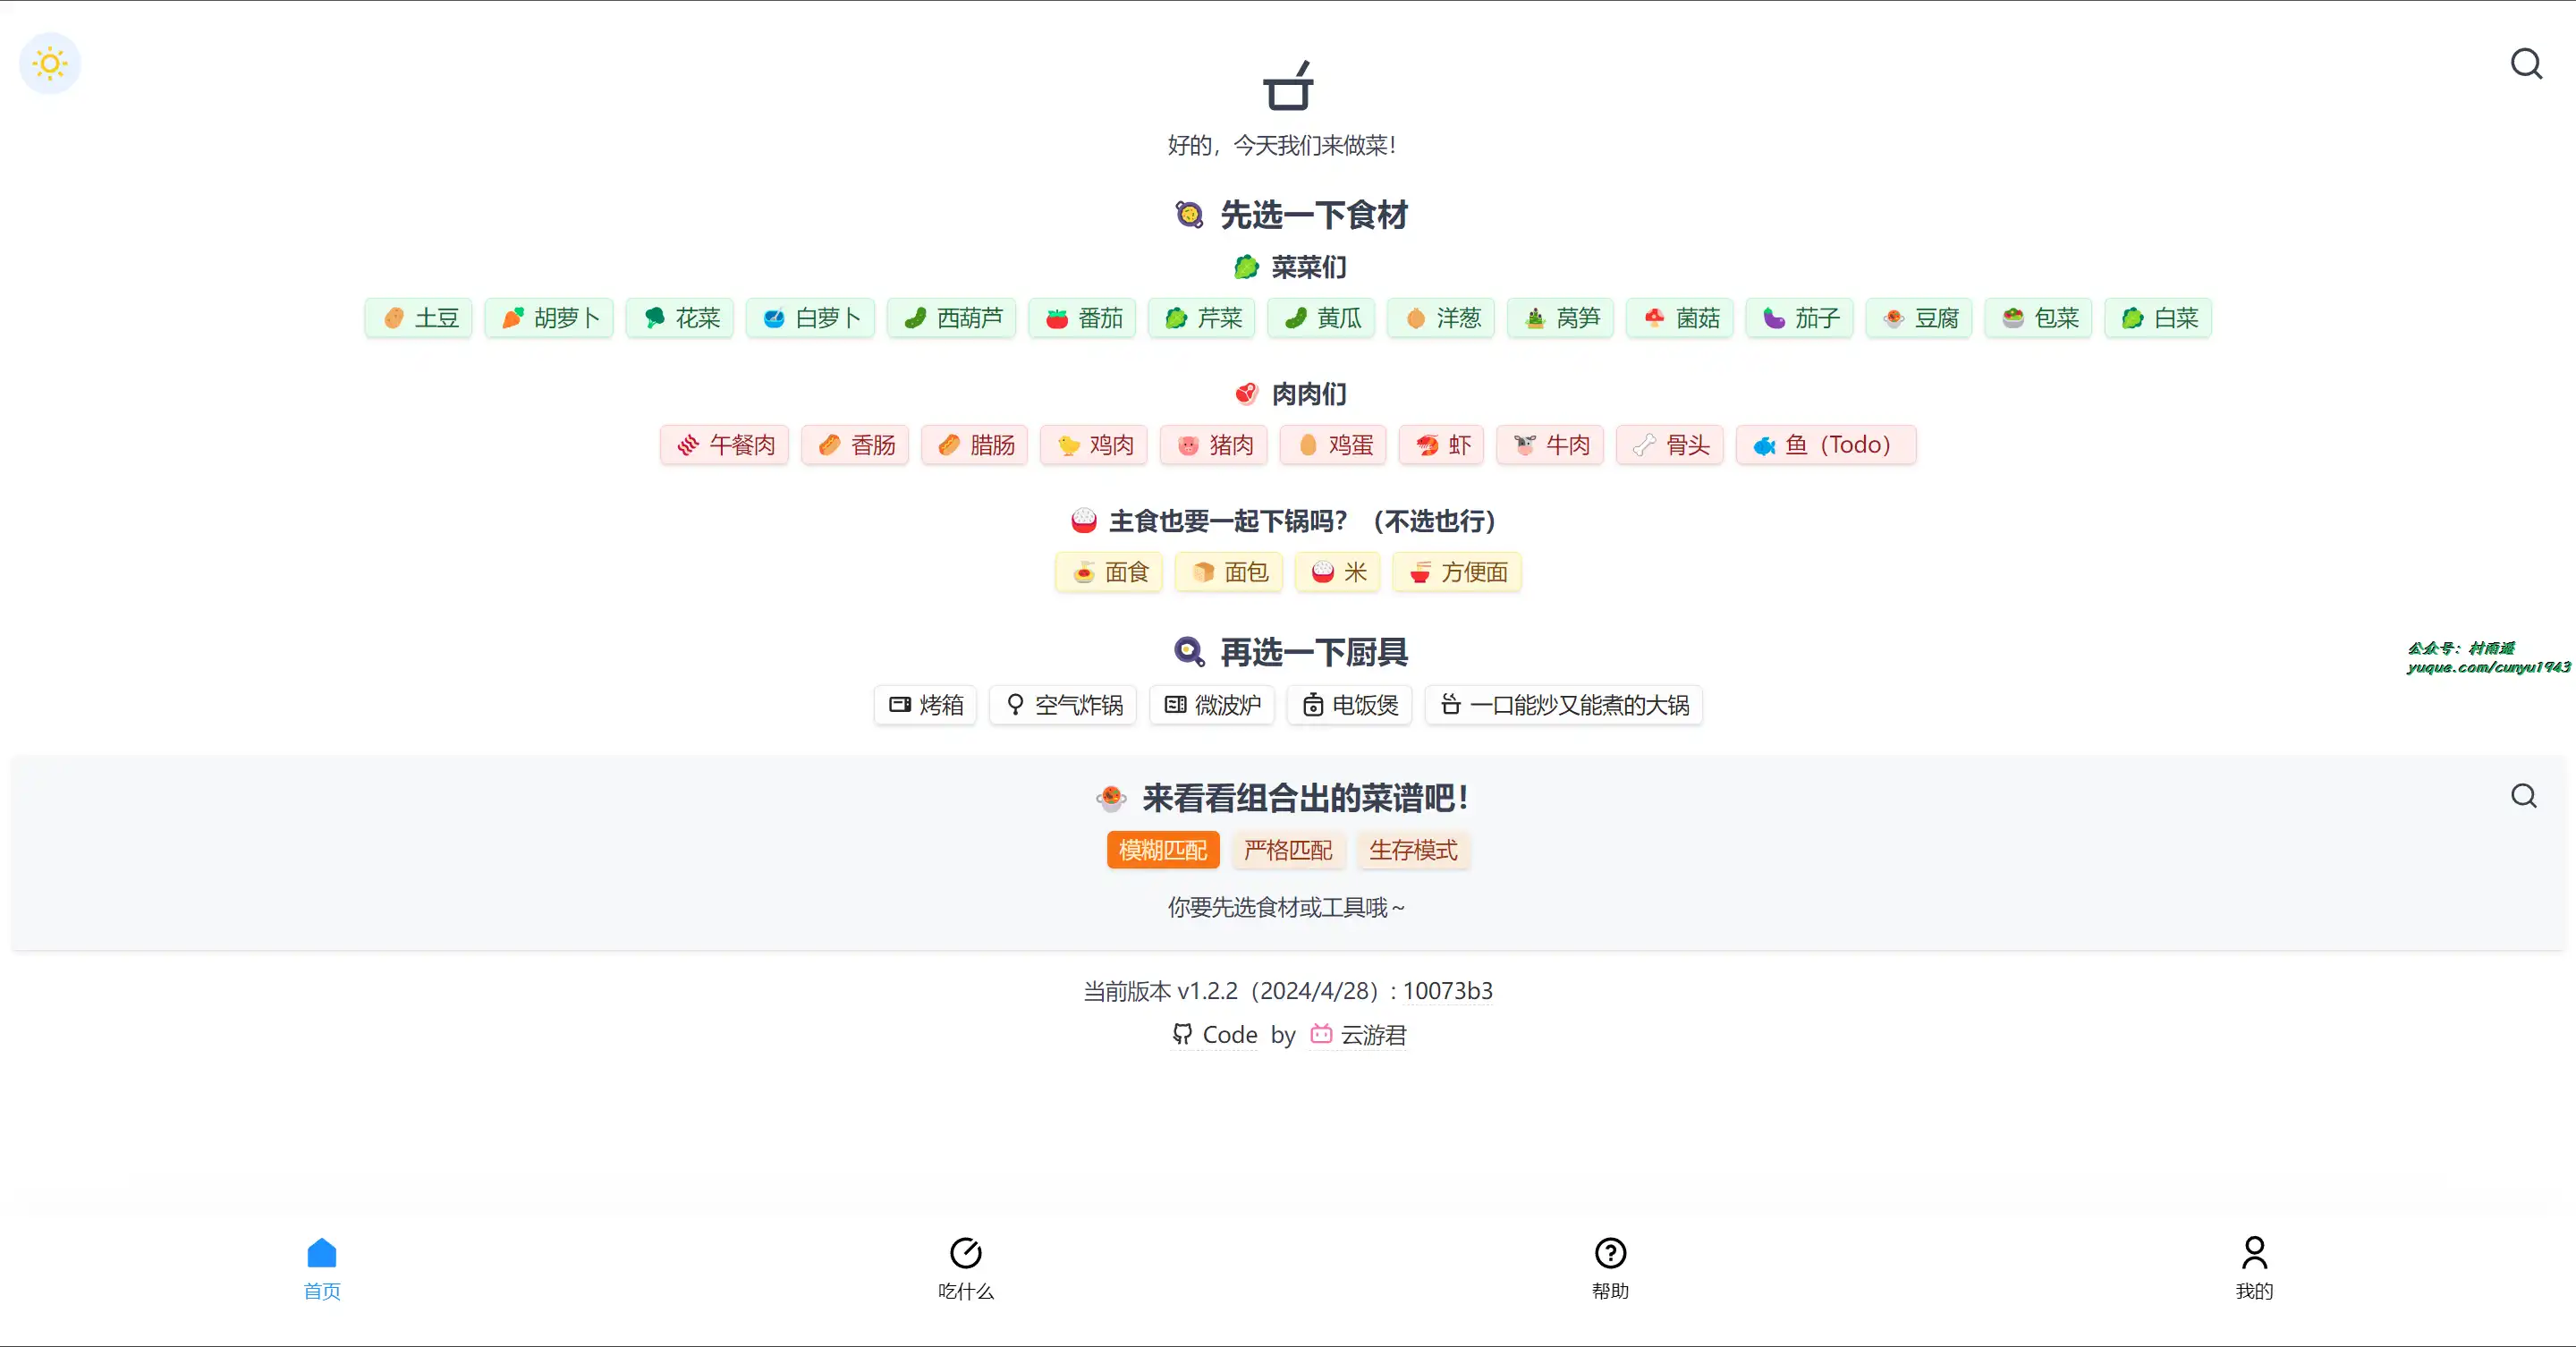 好的，今天我们来做菜！
先选一下食材
菜菜们
土豆 胡萝卜 花菜 白萝卜 西葫芦 番茄 芹菜 黄瓜 洋葱 莴笋 菌菇 茄子 豆腐 包菜 白菜
肉肉们
午餐肉 香肠 腊肠 鸡肉 猪肉 鸡蛋 虾 牛肉 骨头 鱼（Todo）
主食也要一起下锅吗？（不选也行）
面食 面包 米 方便面
再选一下厨具
公众号：村雨遥
yuque.com/cunyu1943
烤箱 空气炸锅 微波炉 电饭煲 一口能炒又能煮的大锅
来看看组合出的菜谱吧！
模糊匹配 严格匹配 生存模式
你要先选食材或工具哦～
当前版本 v1.2.2（2024/4/28）: 10073b3
Code by 云游君
首页 吃什么 帮助 我的